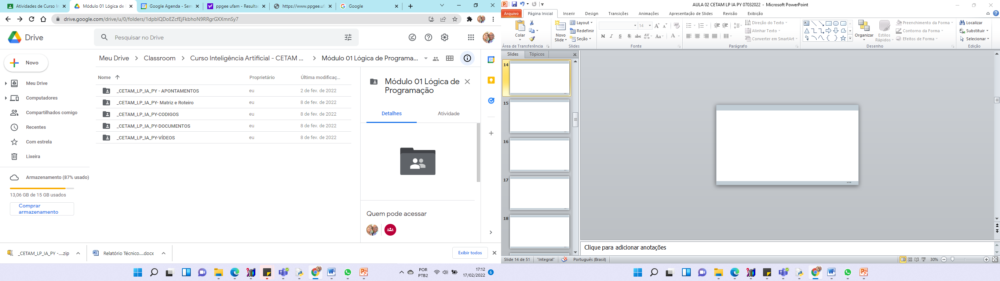 Atividades de Curso In
Módulo 01 Lógica de
Google Agenda - Sem
ppgee ufam - Resulta
https://www.ppgee.uf
Google
drive.google.com/drive/u/0/folders/1dpbIQDoEZcfEjFkbhoN9RRgrGXXmnSy7
Drive
Pesquisar no Drive
Novo
Meu Drive
Computadores
Compartilhados comigo
Recentes
Com estrela
Lixeira
Armazenamento (87% usado)
13,06 GB de 15 GB usados
Comprar
armazenamento
Meu Drive > Classroom > Curso Inteligência Artificial - CETAM ... > Módulo 01 Lógica de Programa...
Nome Proprietário Última modificaç...
_CETAM_LP_IA_PY - APONTAMENTOS eu 2 de fev. de 2022
_CETAM_LP_IA_PY- Matriz e Roteiro eu 8 de fev. de 2022
_CETAM_LP_IA_PY-CODIGOS eu 8 de fev. de 2022
_CETAM_LP_IA_PY-DOCUMENTOS eu 8 de fev. de 2022
_CETAM_LP_IA_PY-VÍDEOS eu 8 de fev. de 2022
Módulo 01 Lógica de
Programação
Detalhes Atividade
Quem pode acessar
_CETAM_LP_IA_PY -....zip
Relatório Técnico....docx
Exibir todos
POR
PTB2
17:12
17/02/2022
6
AULA 02 CETAM LP IA PY 07032022 - Microsoft PowerPoint
Arquivo Página Inicial Inserir Design Transições Animações Apresentação de Slides Revisão Exibição
Colar
Área de Transferência
Novo
Slide
Layout
Redefinir
Seção
Slides
14
N I S S abc AV Aa A
Fonte
Direção do Texto
Alinhar Texto
Converter em SmartArt
Parágrafo
Organizar
Estilos
Rápidos
Preenchimento da Forma
Contorno da Forma
Efeitos de Forma
Desenho
Localizar
Substituir
Selecionar
Edição
Slides Tópicos
14
15
16
17
18
Clique para adicionar anotações
Slide 14 de 51 "Integral" Português (Brasil) 30%